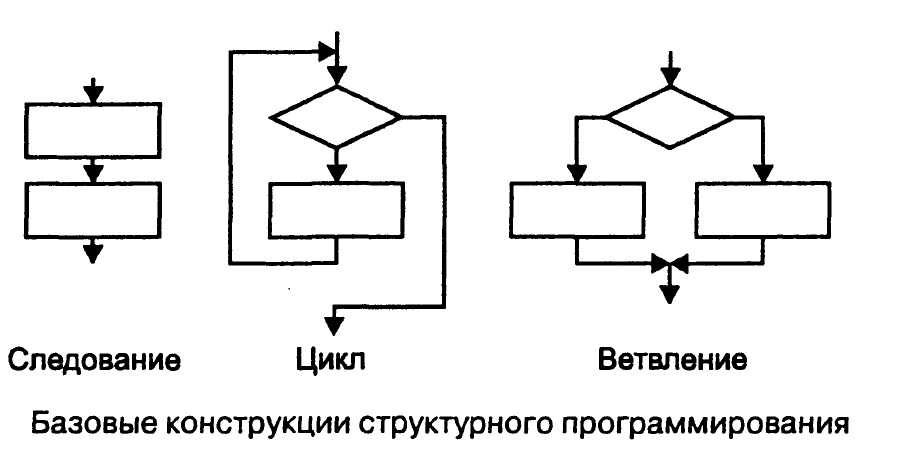 Следование Цикл Ветвление
Базовые конструкции структурного программирования